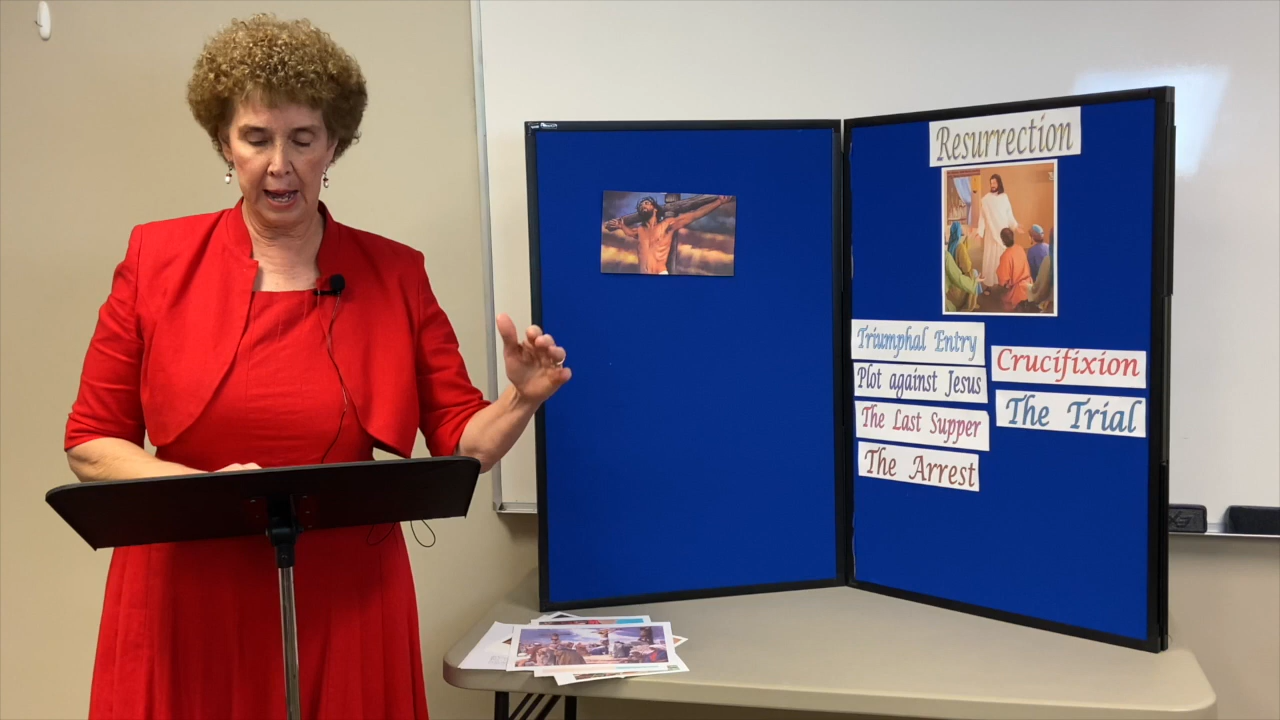 Resurrection
Triumphal Entry
Plot against Jesus
The Last Supper
The Arrest
Crucifixion
The Trial